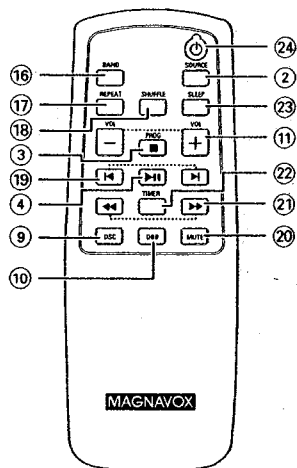 24
16 BAND SOURCE 2
17 REPEAT SHUFFLE SLEEP 23
18 VOL VOL 11
3 PROG
19 22
4 TIMER 21
9 DSC DBB MUTE 20
10
MAGNAVOX